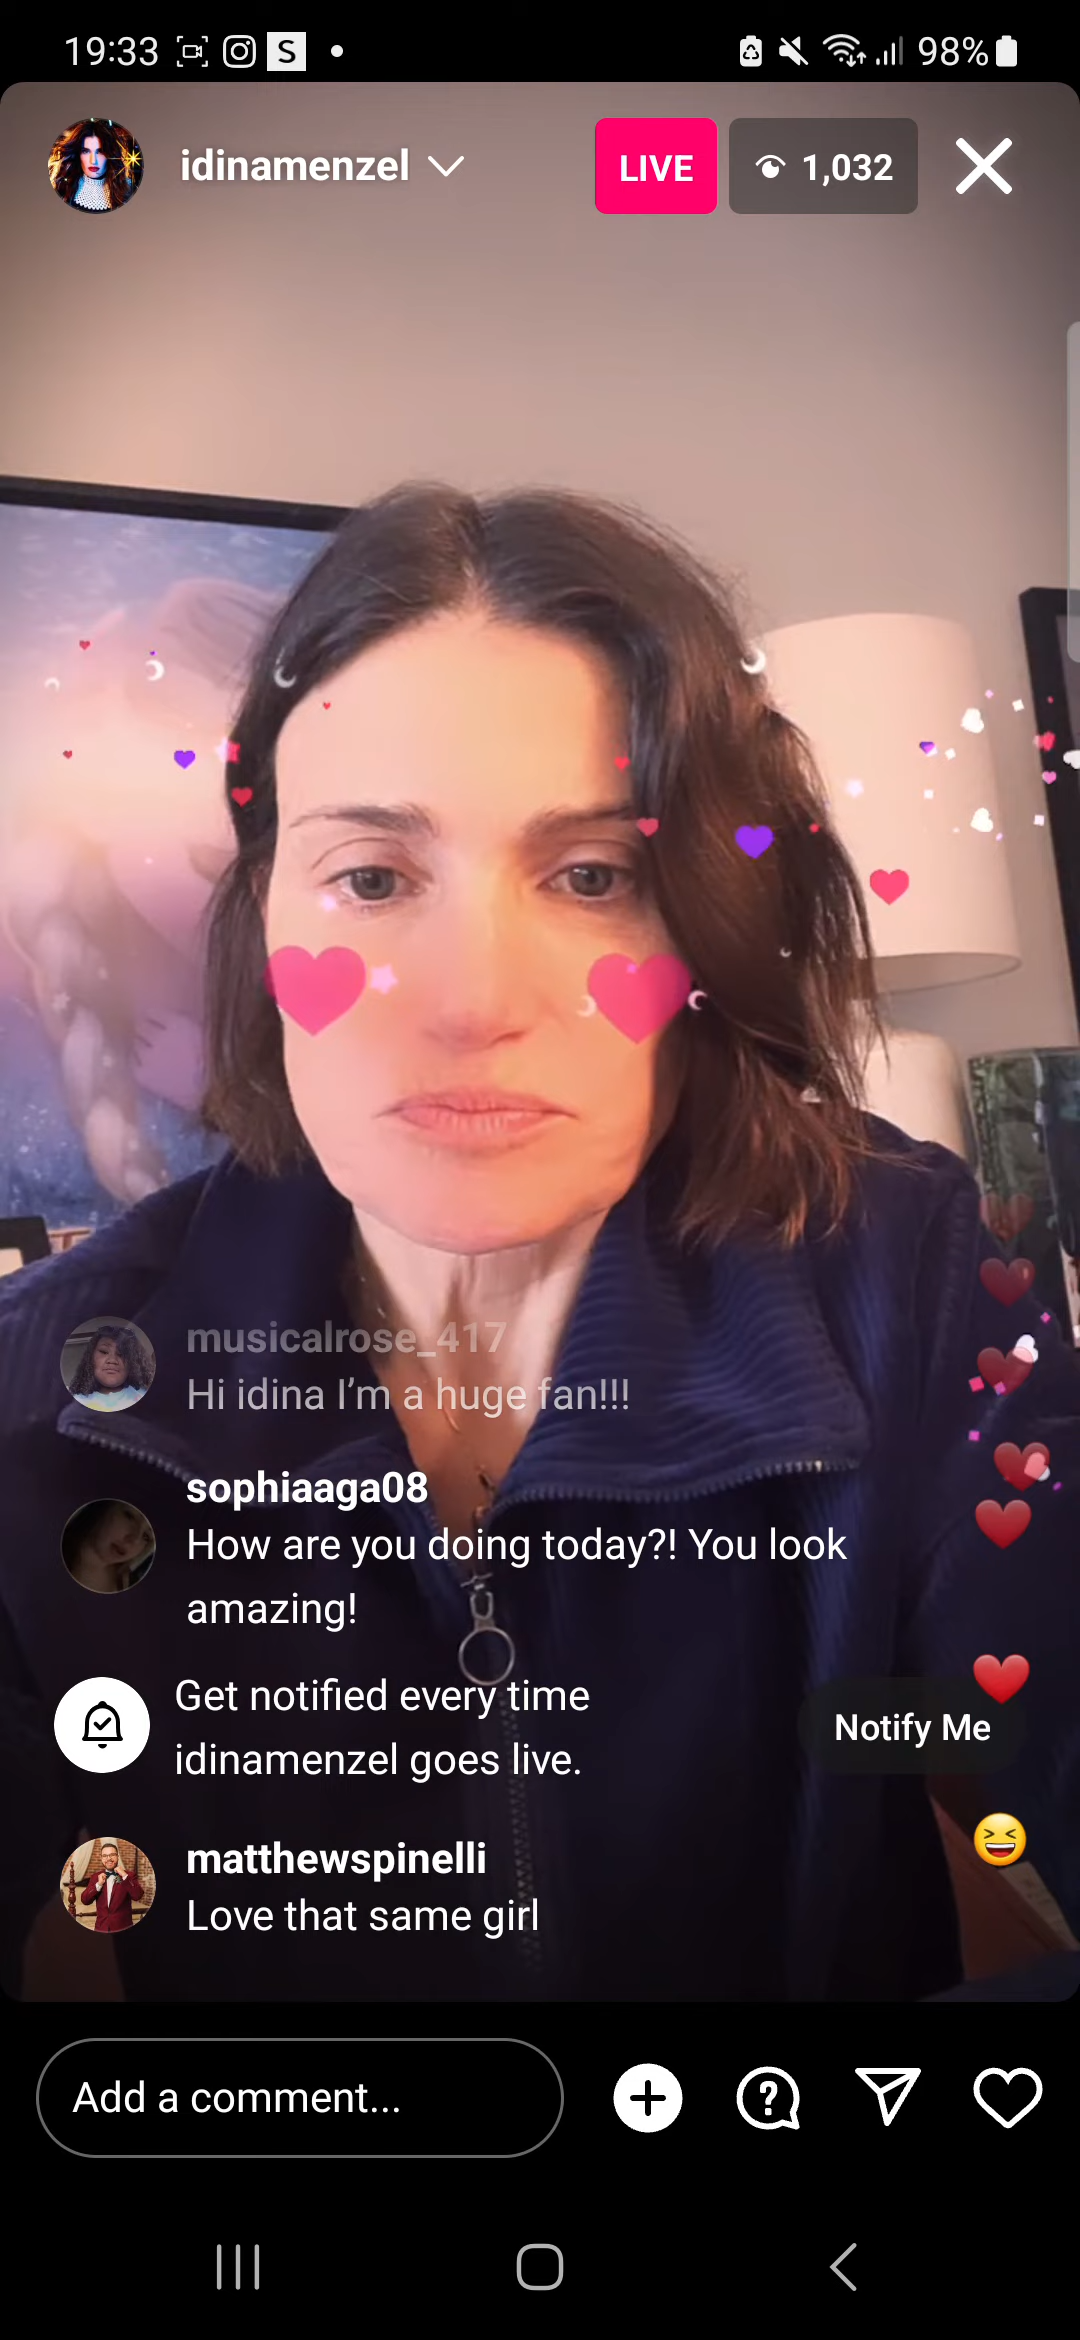 19:33 S 98%
idinamenzel LIVE 1,032
musicalrose_417
Hi idina I’m a huge fan!!!
sophiaaga08
How are you doing today?! You look
amazing!
Get notified every time
idinamenzel goes live.
Notify Me
matthewspinelli
Love that same girl
Add a comment...